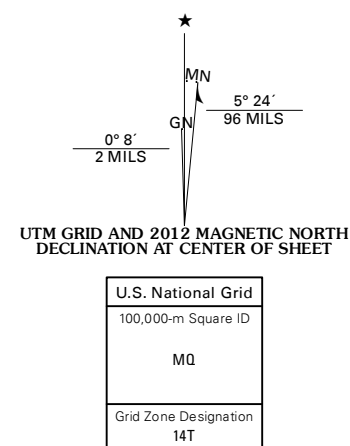 ★
MN
GN
5° 24´
96 MILS
0° 8´
2 MILS
UTM GRID AND 2012 MAGNETIC NORTH
DECLINATION AT CENTER OF SHEET
U.S. National Grid
100,000-m Square ID
MQ
Grid Zone Designation
14T